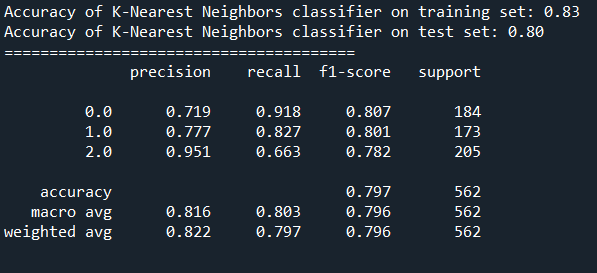 Accuracy of K-Nearest Neighbors classifier on training set: 0.83
Accuracy of K-Nearest Neighbors classifier on test set: 0.80
=======================================
precision recall f1-score support
0.0 0.719 0.918 0.807 184
1.0 0.777 0.827 0.801 173
2.0 0.951 0.663 0.782 205
accuracy 0.797 562
macro avg 0.816 0.803 0.796 562
weighted avg 0.822 0.797 0.796 562